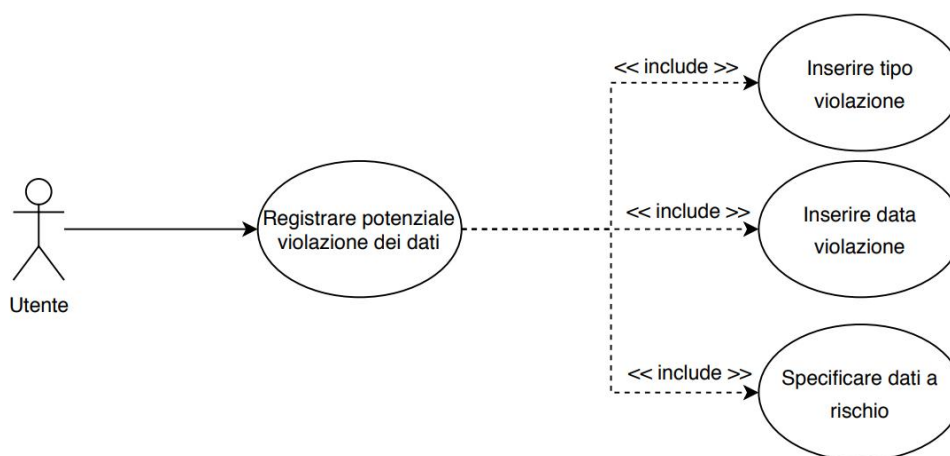 << include >>
Inserire tipo
violazione
Registrare potenziale
violazione dei dati
<< include >>
Inserire data
violazione
Utente
<< include >>
Specificare dati a
rischio